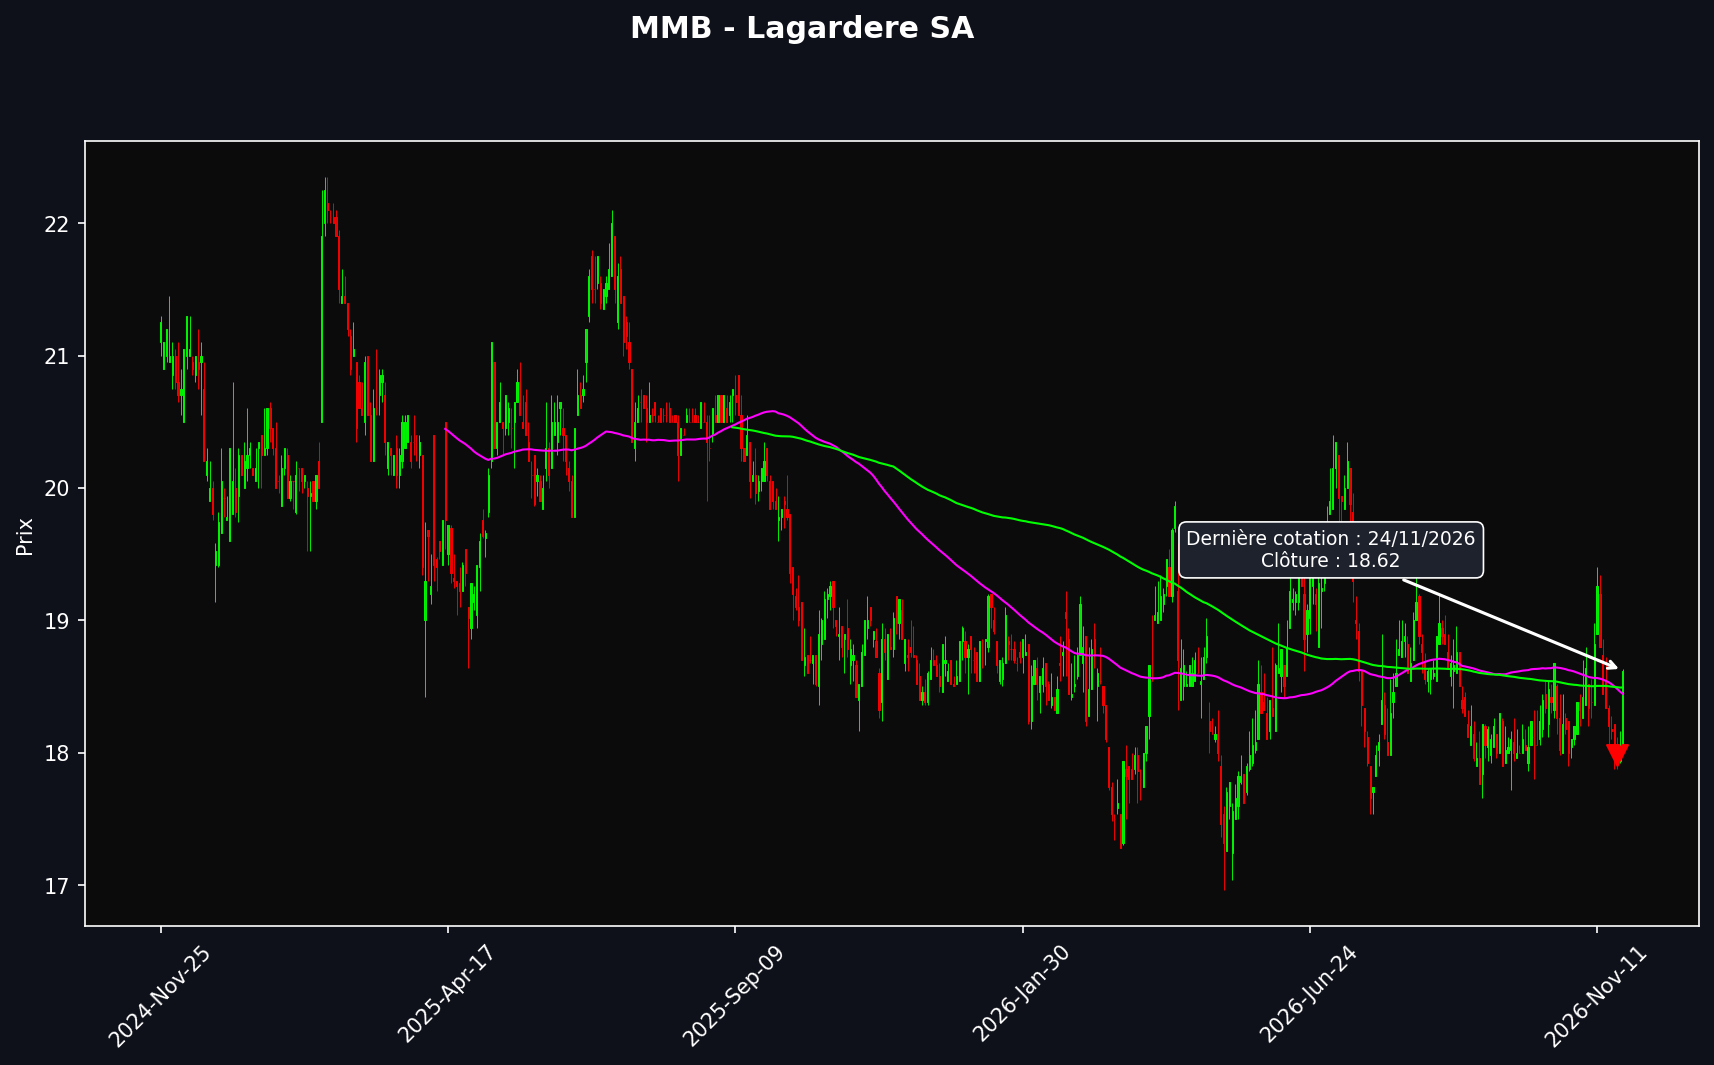 MMB - Lagardere SA
Prix
22
21
20
19
18
17
Dernière cotation : 24/11/2026
Clôture : 18.62
2024-Nov-25
2025-Apr-17
2025-Sep-09
2026-Jan-30
2026-Jun-24
2026-Nov-11